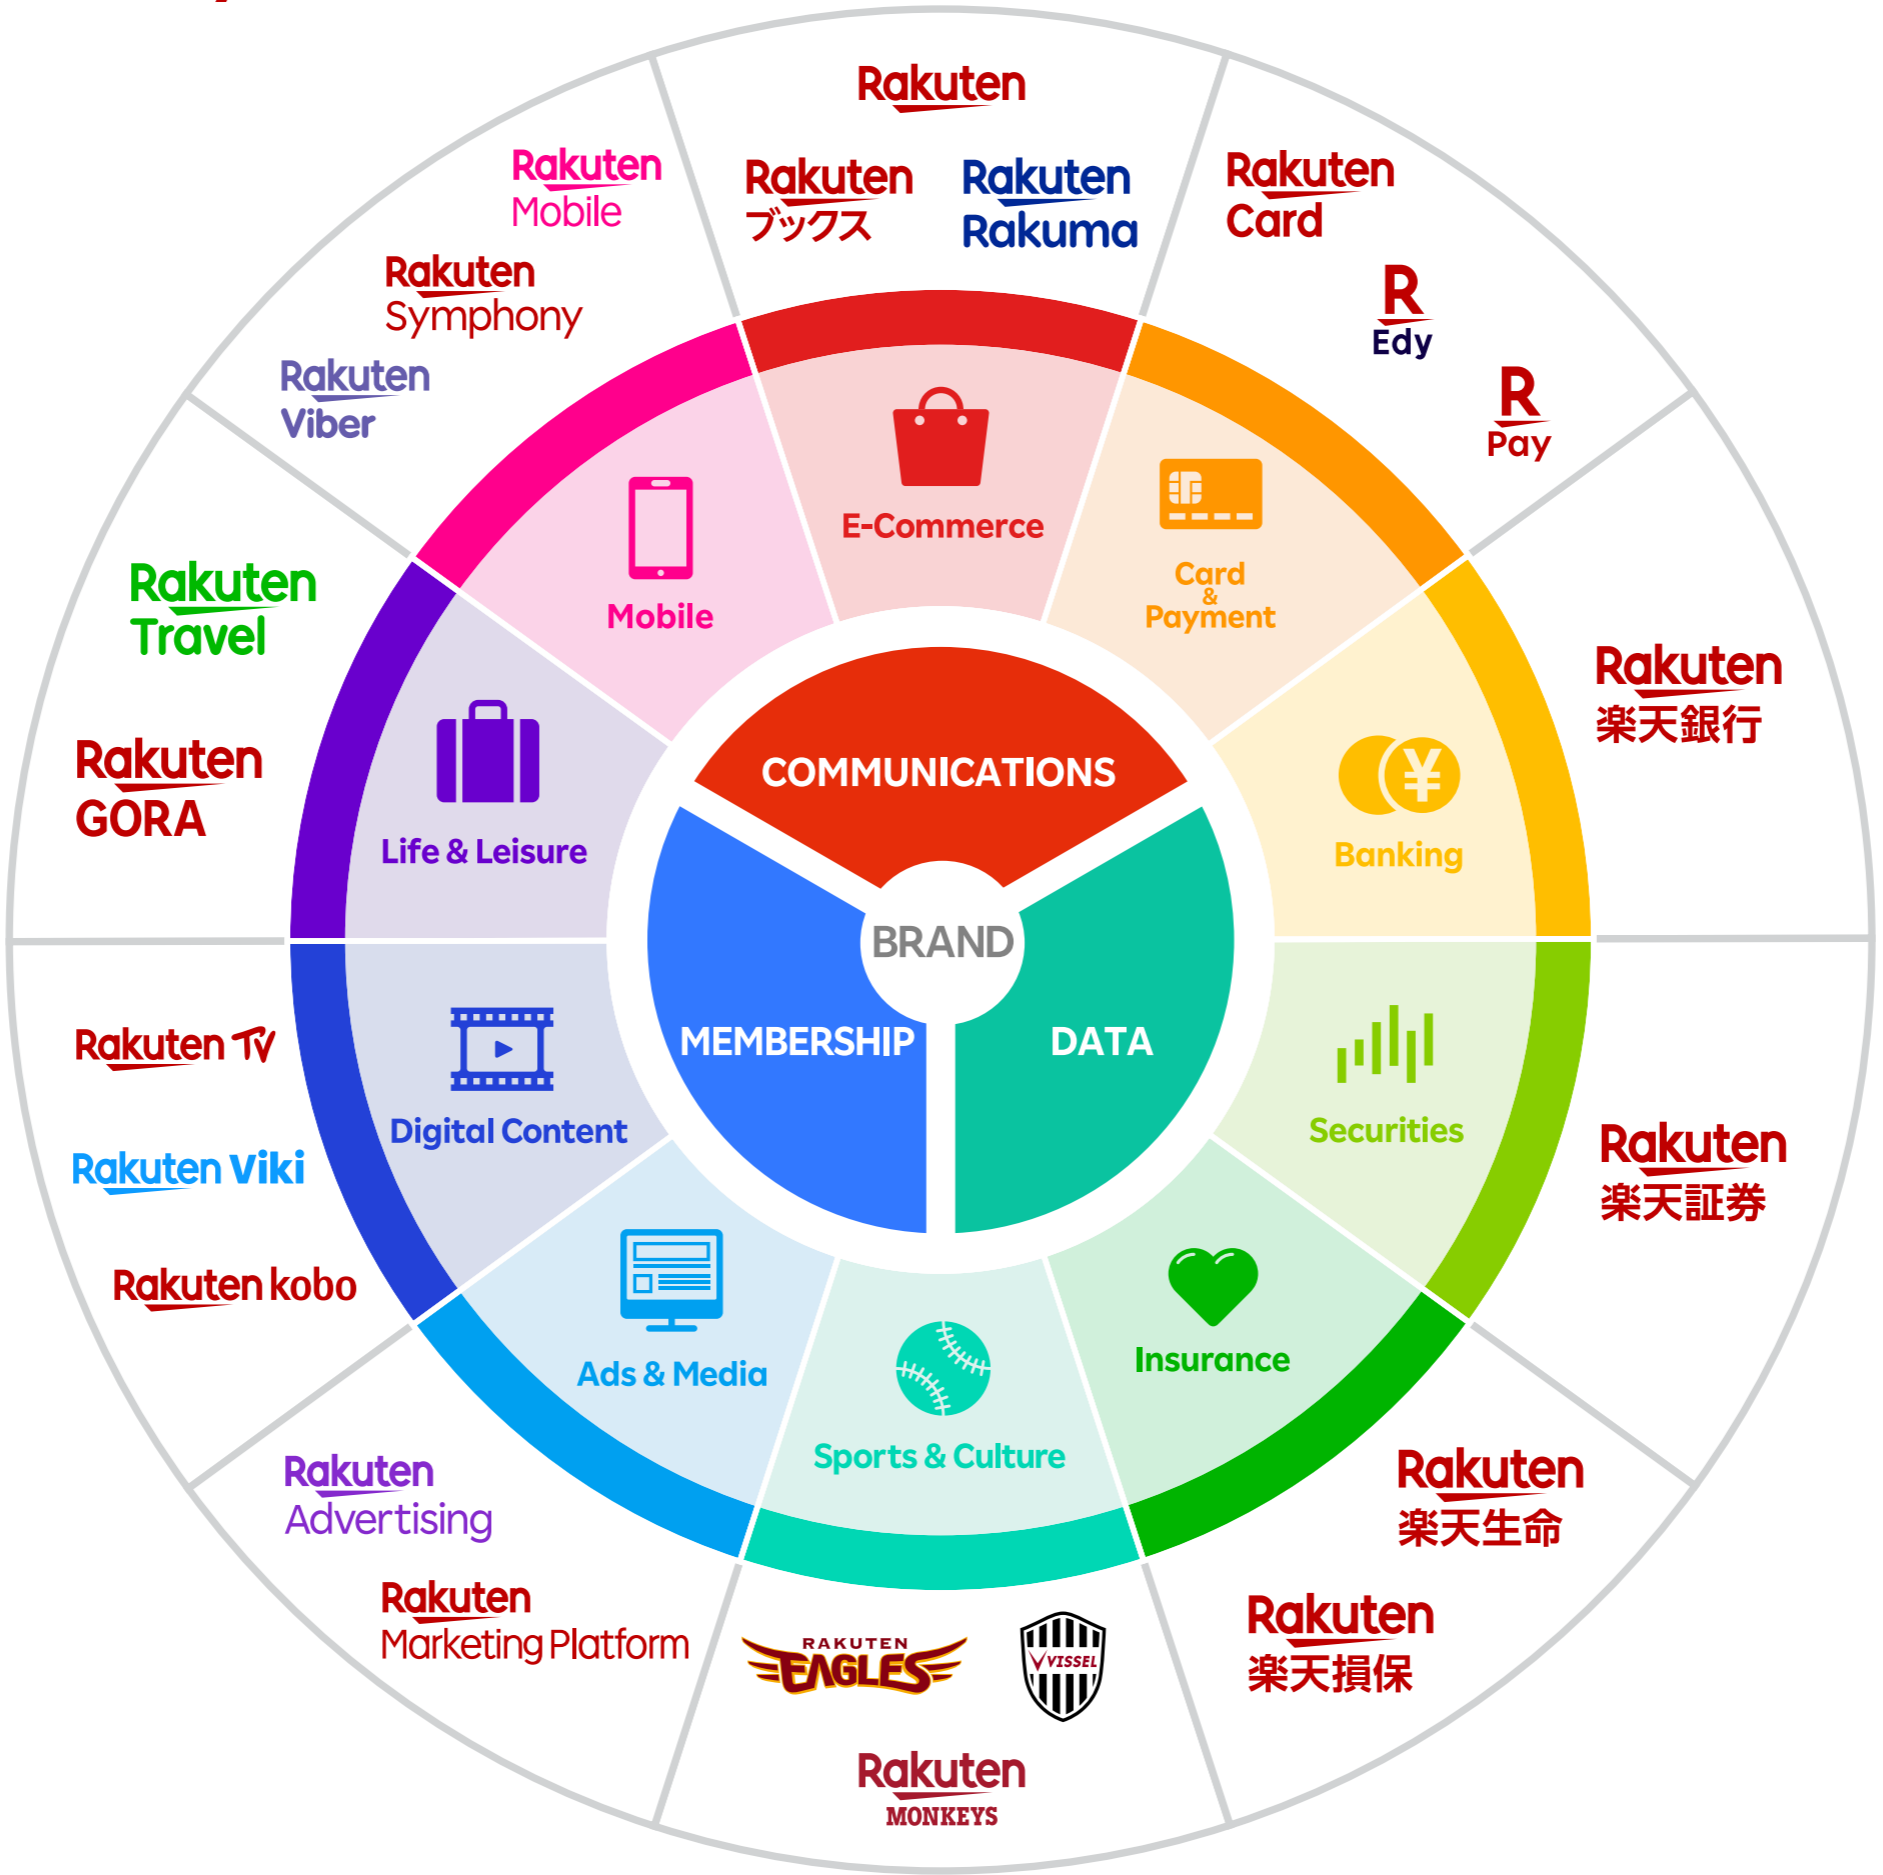 Rakuten
Rakuten
ブックス
Rakuten
Rakuma
Rakuten
Card
R
Edy
R
Pay
Rakuten
楽天銀行
Rakuten
楽天証券
Rakuten
楽天生命
Rakuten
楽天損保
RAKUTEN
EAGLES
VISSEL
Rakuten
MONKEYS
Rakuten
Advertising
Rakuten
Marketing Platform
Rakuten TV
Rakuten Viki
Rakuten kobo
Rakuten
Travel
Rakuten
GORA
Rakuten
Mobile
Rakuten
Symphony
Rakuten
Viber
E-Commerce
Card
&
Payment
Banking
Securities
Insurance
Sports & Culture
Ads & Media
Digital Content
Life & Leisure
Mobile
COMMUNICATIONS
BRAND
MEMBERSHIP
DATA